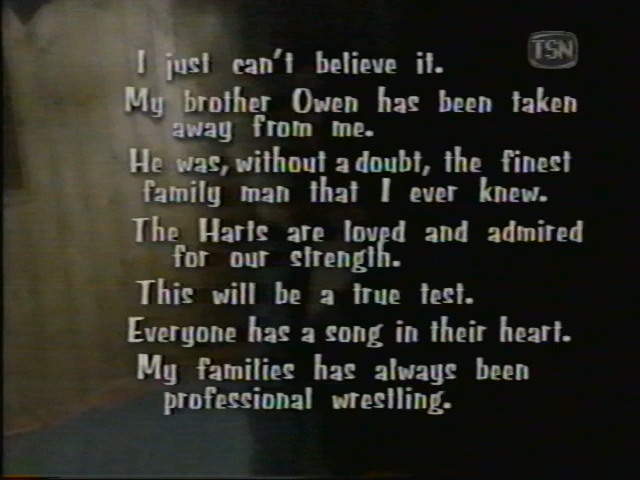 TSN
I just can't believe it.
My brother Owen has been taken
away from me.
He was, without a doubt, the finest
family man that I ever knew.
The Harts are loved and admired
for our strength.
This will be a true test.
Everyone has a song in their heart.
My families has always been
professional wrestling.